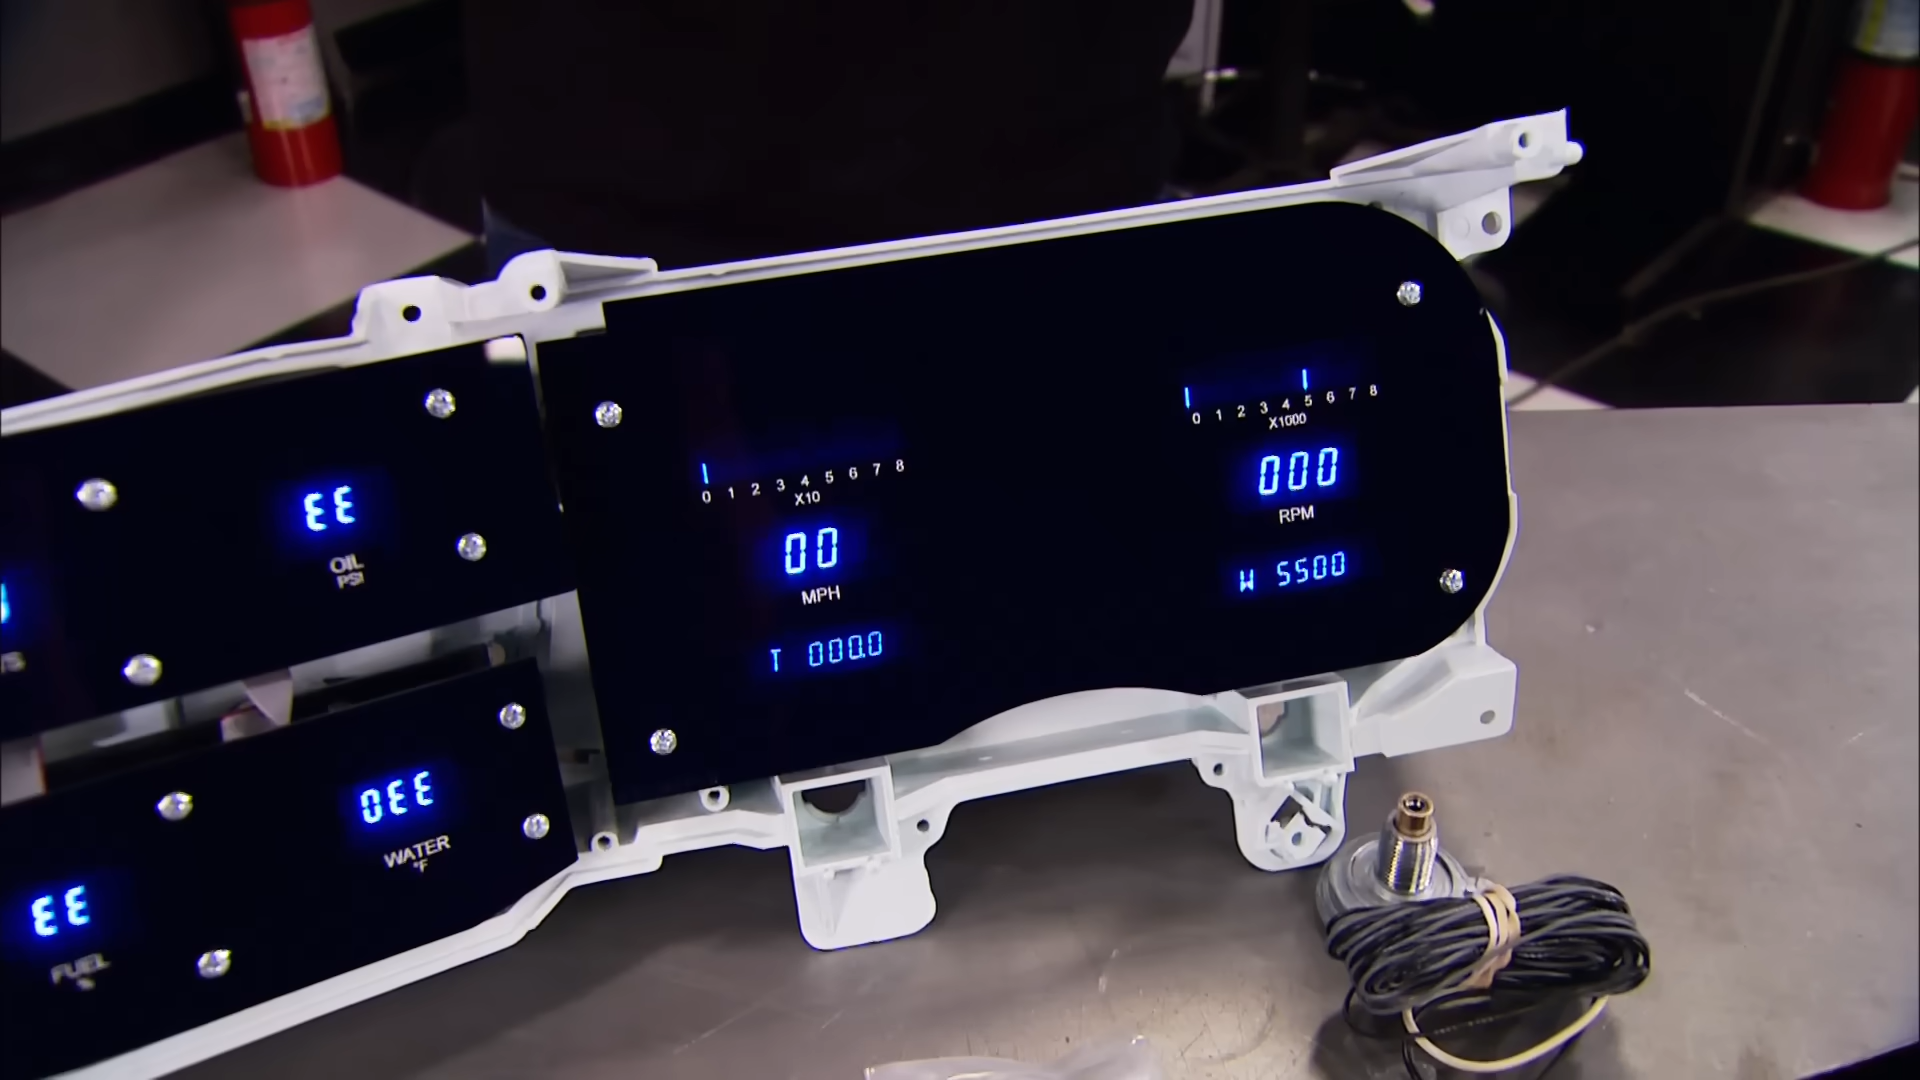 EE
OIL
PSI
0 1 2 3 4 5 6 7 8
X10
00
MPH
T 000.0
0 1 2 3 4 5 6 7 8
X1000
000
RPM
W 5500
0EE
WATER
°F
EE
FUEL
%